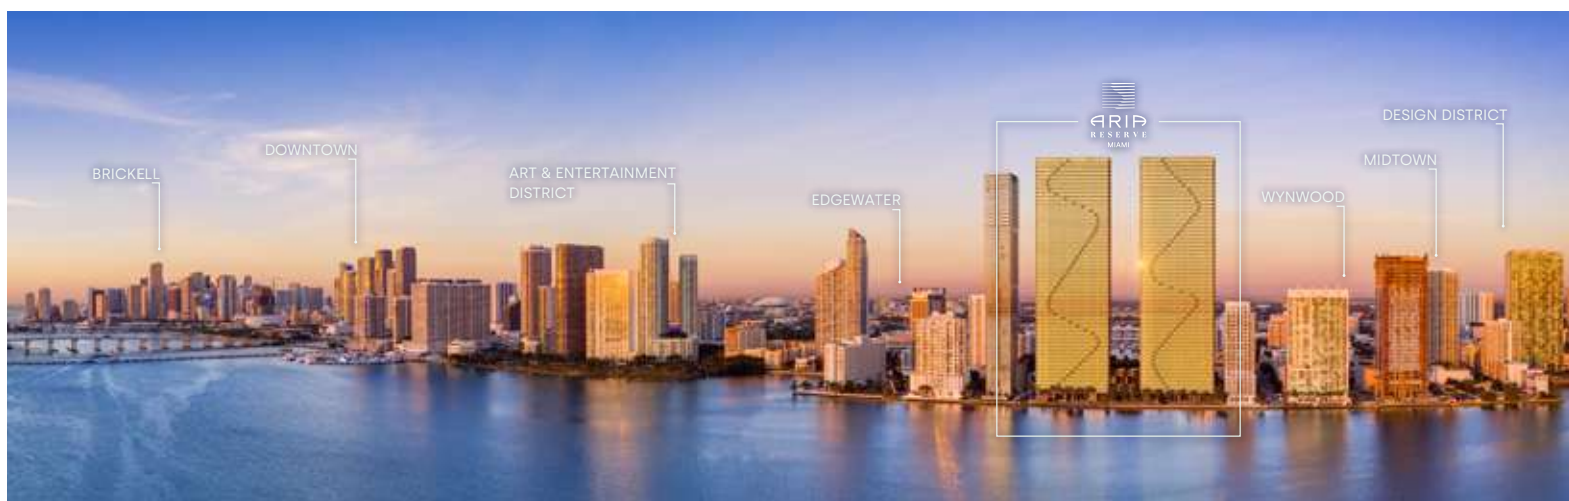 BRICKELL
DOWNTOWN
ART & ENTERTAINMENT
DISTRICT
EDGEWATER
ARIA
RESERVE
MIAMI
WYNWOOD
MIDTOWN
DESIGN DISTRICT